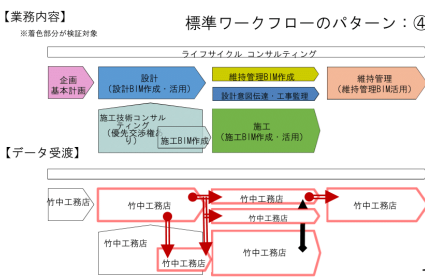 【業務内容】
標準ワークフローのパターン：④
※着色部分が検証対象
ライフサイクル コンサルティング
企画
基本計画
設計
（設計BIM作成・活用）
維持管理BIM作成
設計意図伝達・工事監理
維持管理
（維持管理BIM活用）
施工技術コンサル
ティング
（優先交渉権あ
り）
施工BIM作成
施工
（施工BIM作成・活用）
【データ受渡】
竹中工務店
竹中工務店
竹中工務店
竹中工務店
竹中工務店
竹中工務店
竹中工務店
竹中工務店